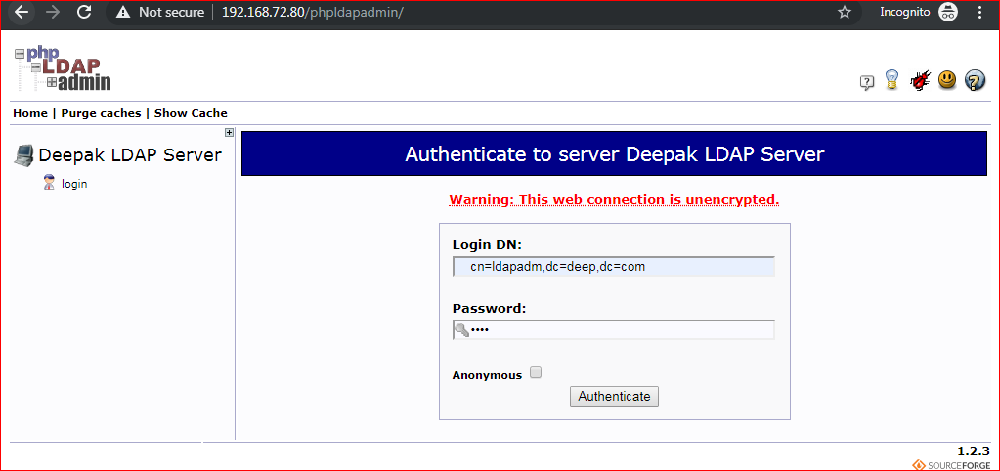 Not secure | 192.168.72.80/phpldapadmin/
Incognito
php
LDAP
admin
Home | Purge caches | Show Cache
Deepak LDAP Server
login
Authenticate to server Deepak LDAP Server
Warning: This web connection is unencrypted.
Login DN:
cn=ldapadm,dc=deep,dc=com
Password:
••••
Anonymous
Authenticate
1.2.3
SOURCEFORGE